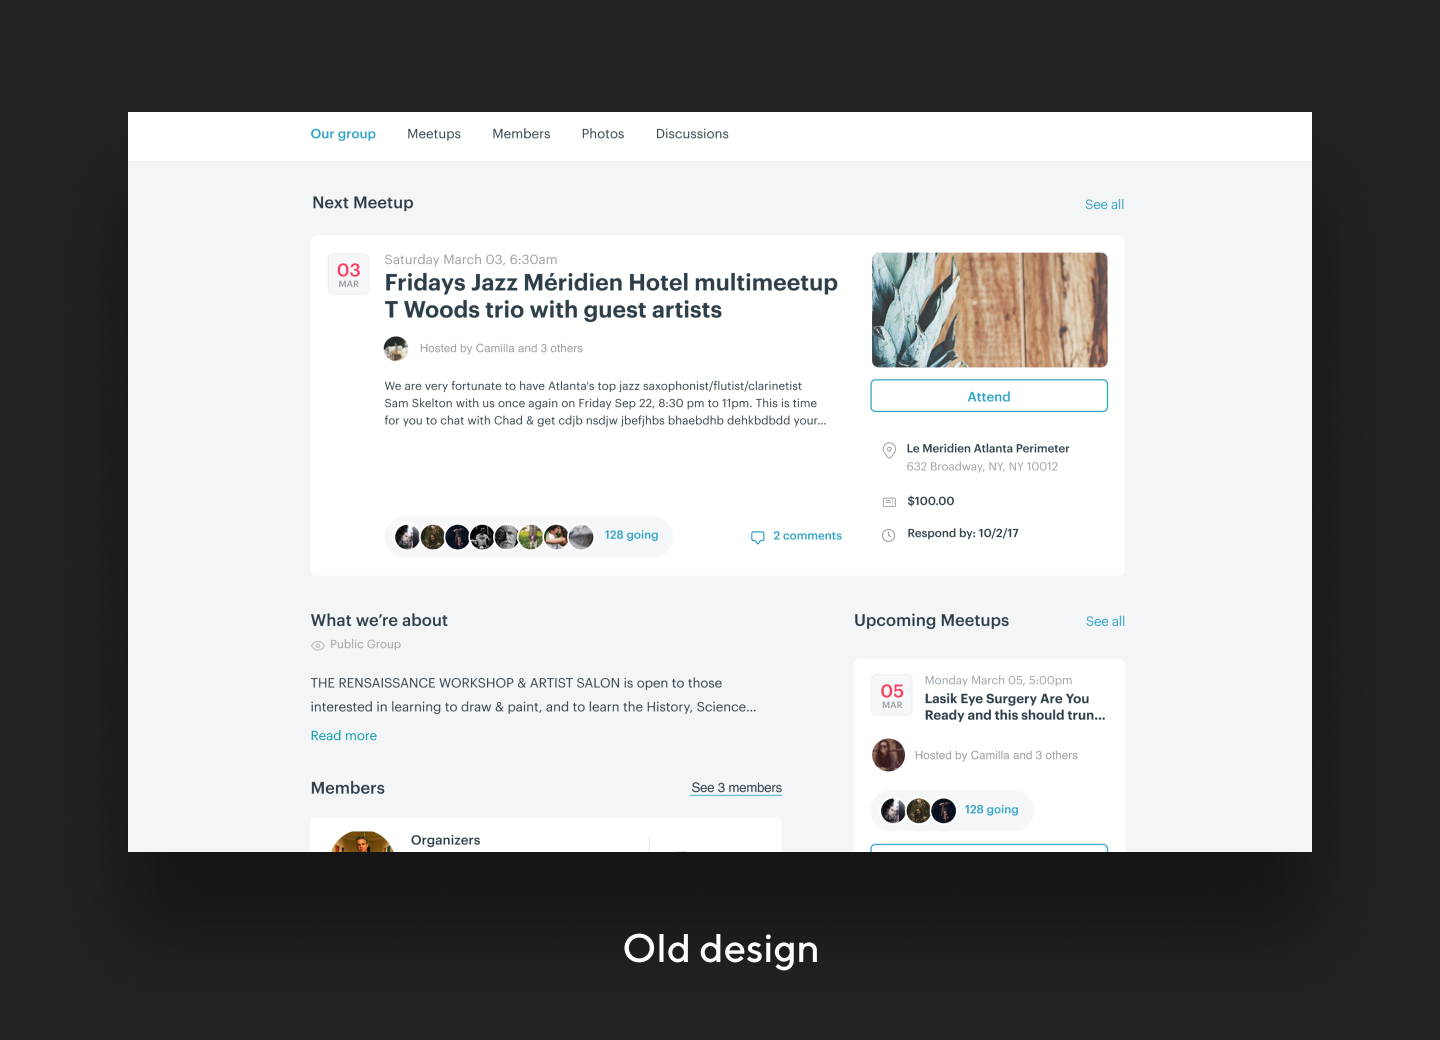 Our group Meetups Members Photos Discussions
Next Meetup See all
03
MAR
Saturday March 03, 6:30am
Fridays Jazz Méridien Hotel multimeetup
T Woods trio with guest artists
Hosted by Camilla and 3 others
We are very fortunate to have Atlanta's top jazz saxophonist/flutist/clarinetist
Sam Skelton with us once again on Friday Sep 22, 8:30 pm to 11pm. This is time
for you to chat with Chad & get cdjb nsdjw jbefjhbs bhaebdhb dehkbdbdd your...
128 going
2 comments
Attend
Le Meridien Atlanta Perimeter
632 Broadway, NY, NY 10012
$100.00
Respond by: 10/2/17
What we're about
Public Group
THE RENSAISSANCE WORKSHOP & ARTIST SALON is open to those
interested in learning to draw & paint, and to learn the History, Science...
Read more
Members See 3 members
Organizers
Upcoming Meetups See all
05
MAR
Monday March 05, 5:00pm
Lasik Eye Surgery Are You
Ready and this should trun...
Hosted by Camilla and 3 others
128 going
Old design